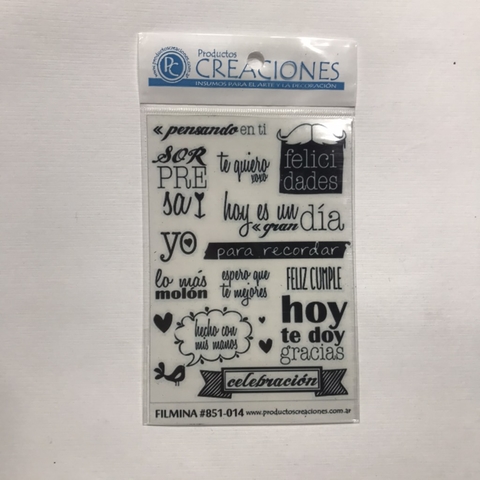 Productos
CREACIONES
INSUMOS PARA EL ARTE Y LA DECORACIÓN
PC
« pensando en ti
SOR
PRE
sa
te quiero
xoxo
felici
dades
hoy es un
« gran día
yo
para recordar
lo más
molón
espero que
te mejores
FELIZ CUMPLE
hoy
te doy
gracias
hecho con
mis manos
celebración
FILMINA #851-014 www.productoscreaciones.com.ar